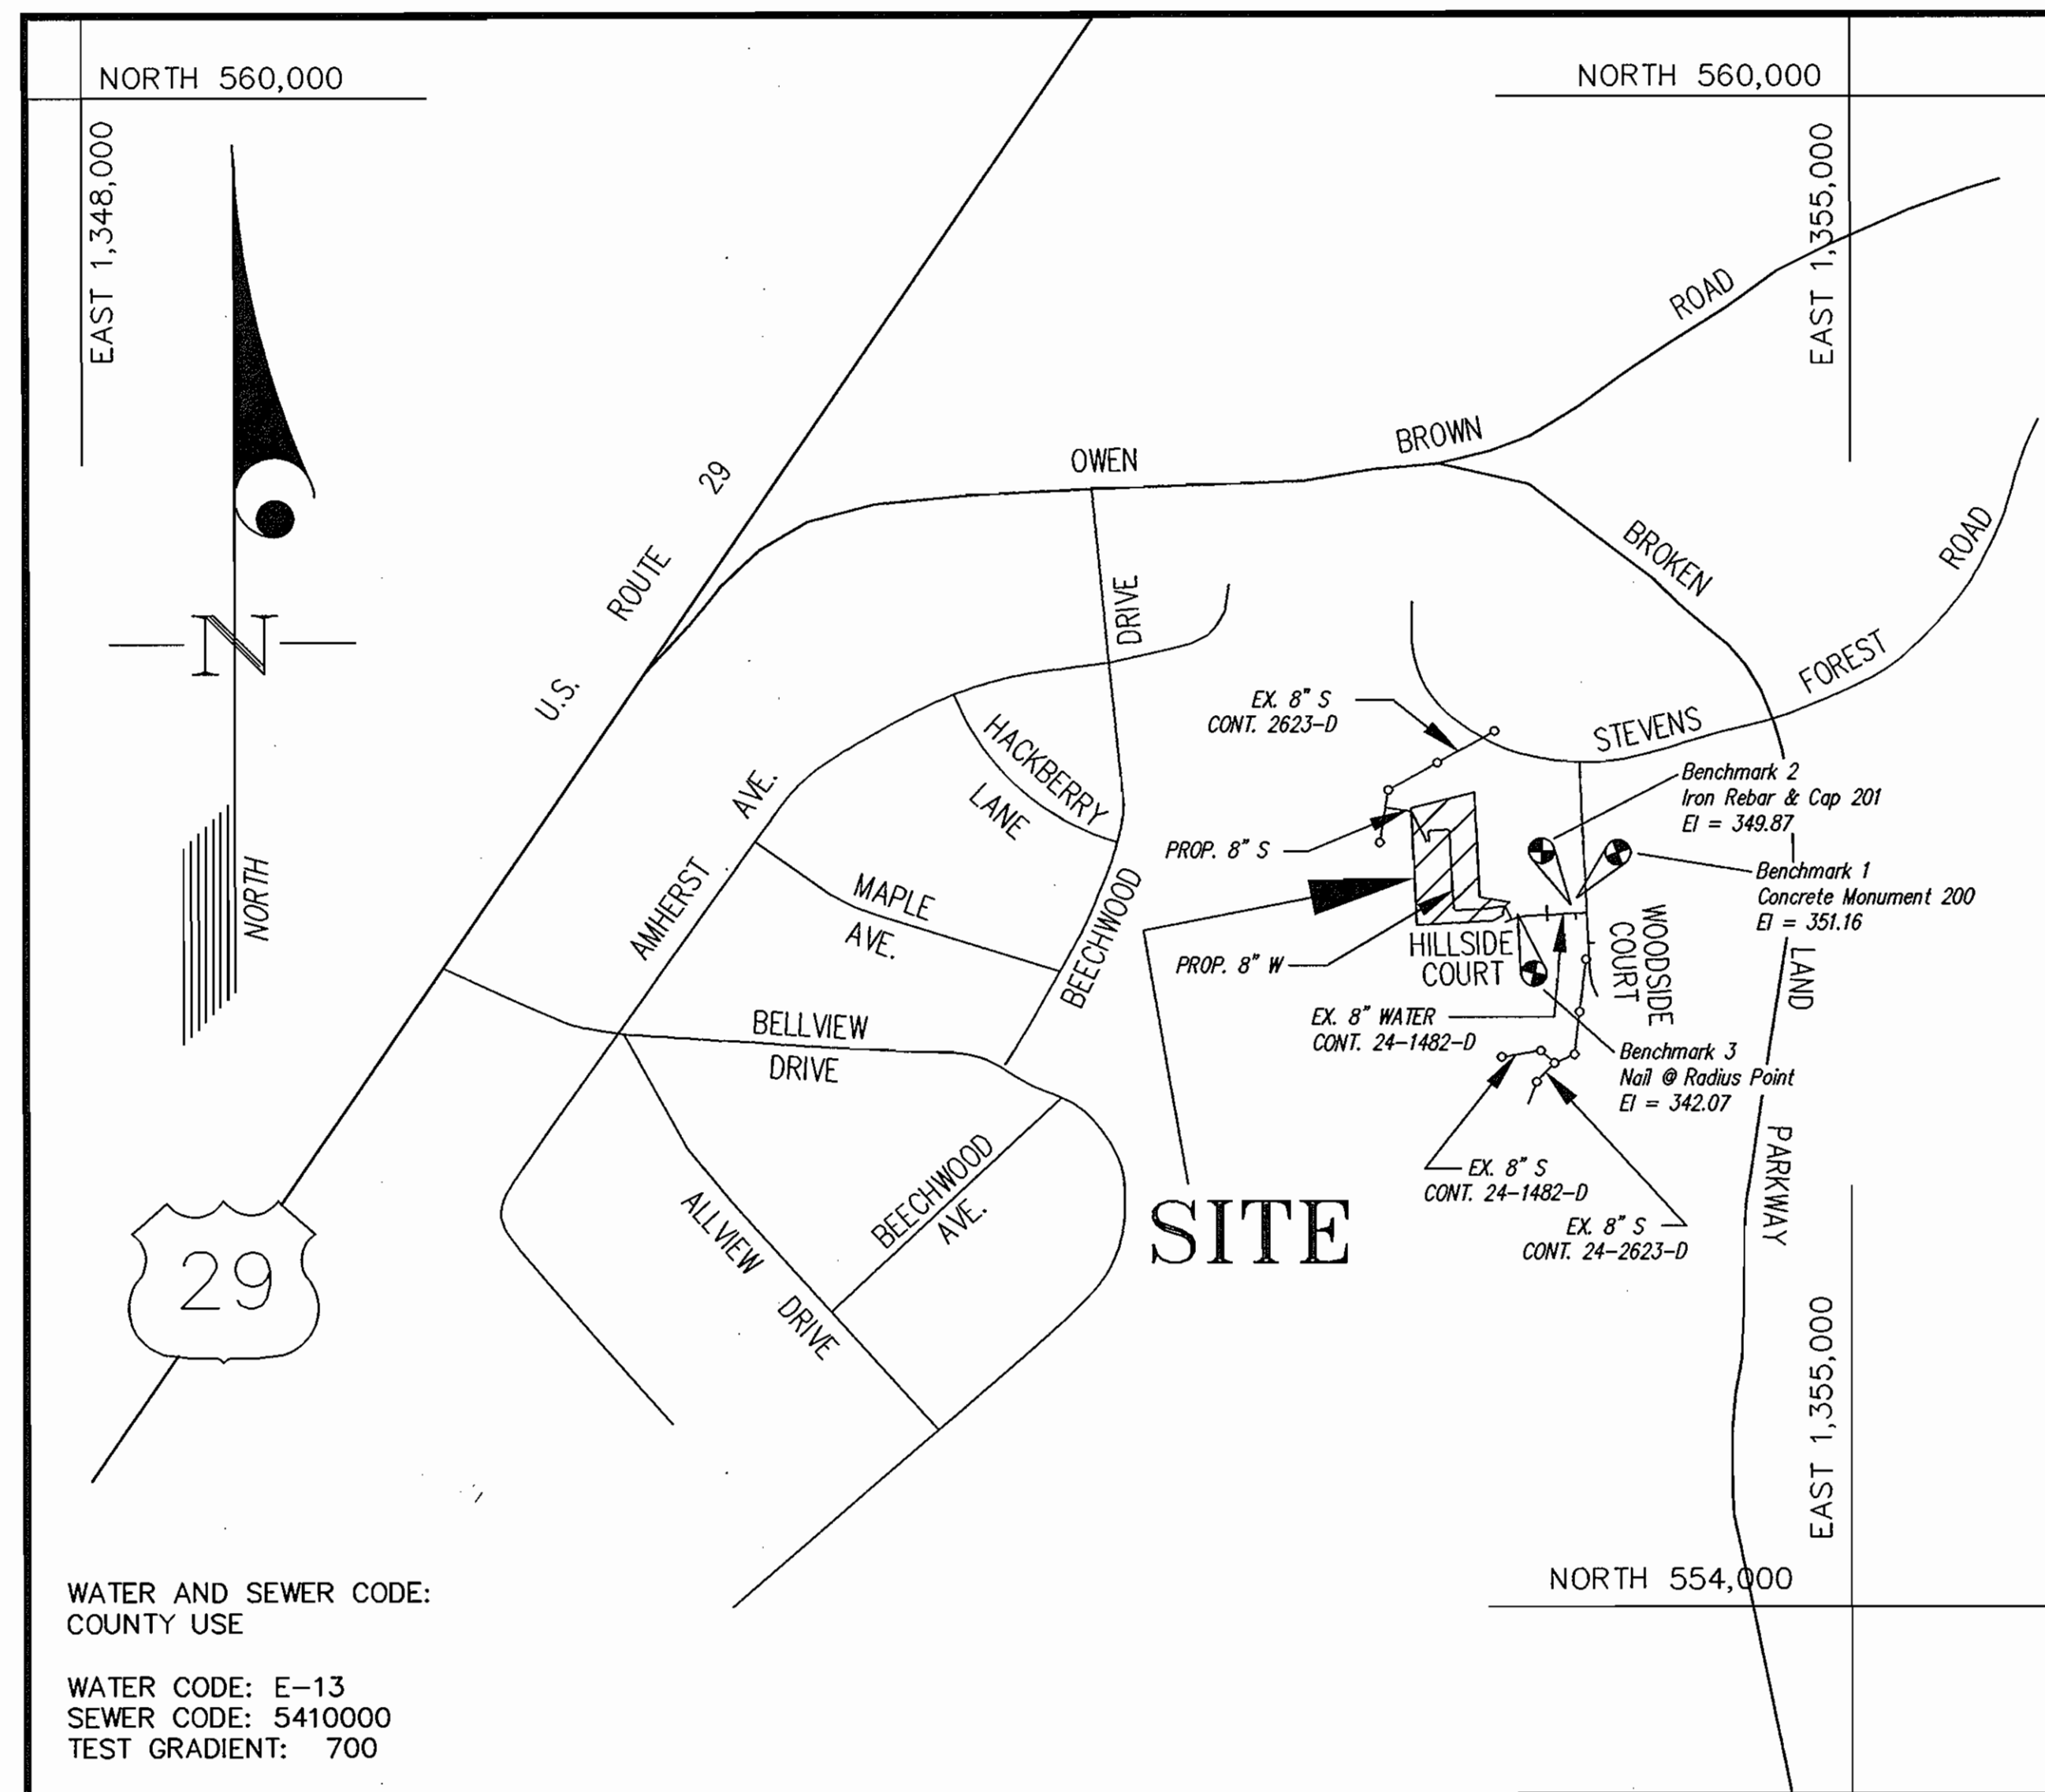 NORTH 560,000
NORTH 560,000
EAST 1,348,000
EAST 1,355,000
ROAD
BROWN
OWEN
29
ROUTE
U.S.
DRIVE
BROKEN
ROAD
FOREST
STEVENS
EX. 8" S
CONT. 2623-D
N
NORTH
HACKBERRY
LANE
AVE.
AMHERST
MAPLE
AVE.
BEECHWOOD
PROP. 8" S
Benchmark 2
Iron Rebar & Cap 201
El = 349.87
Benchmark 1
Concrete Monument 200
El = 351.16
PROP. 8" W
HILLSIDE
COURT
WOODSIDE
COURT
LAND
EX. 8" WATER
CONT. 24-1482-D
Benchmark 3
Nail @ Radius Point
El = 342.07
BELLVIEW
DRIVE
BEECHWOOD
AVE.
ALLVIEW
DRIVE
PARKWAY
EX. 8" S
CONT. 24-1482-D
EX. 8" S
CONT. 24-2623-D
SITE
29
EAST 1,355,000
NORTH 554,000
WATER AND SEWER CODE:
COUNTY USE
WATER CODE: E-13
SEWER CODE: 5410000
TEST GRADIENT: 700